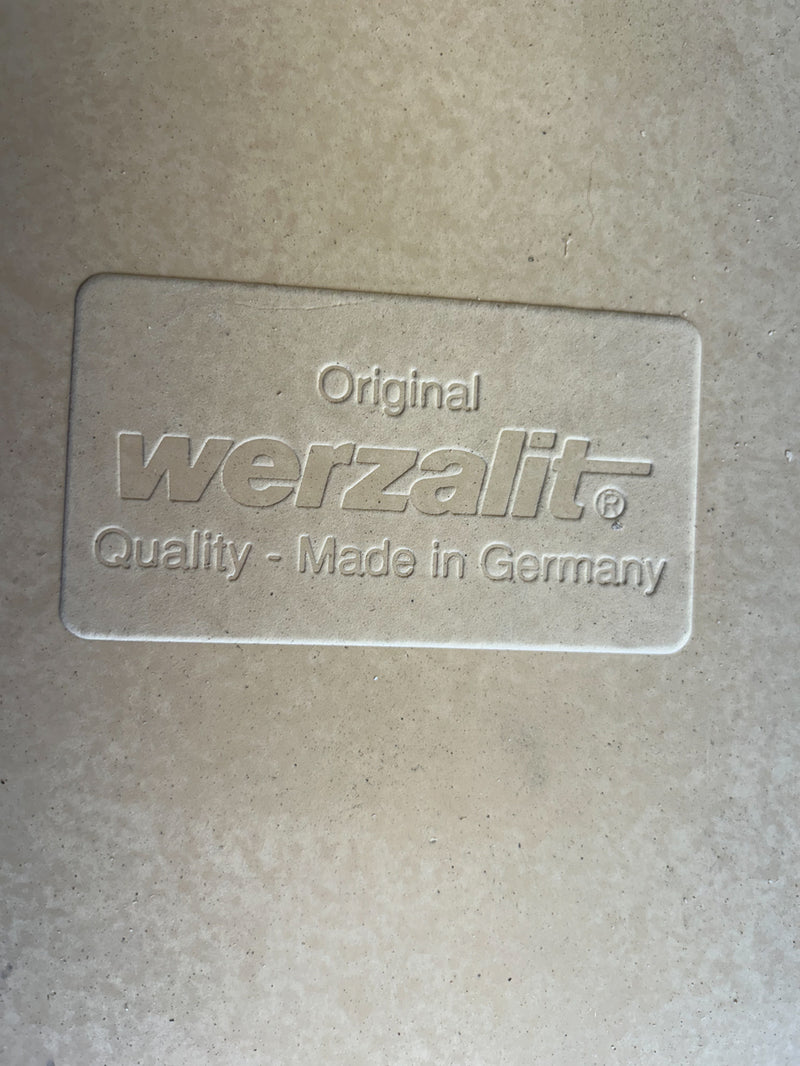 Original
werzalit®
Quality - Made in Germany